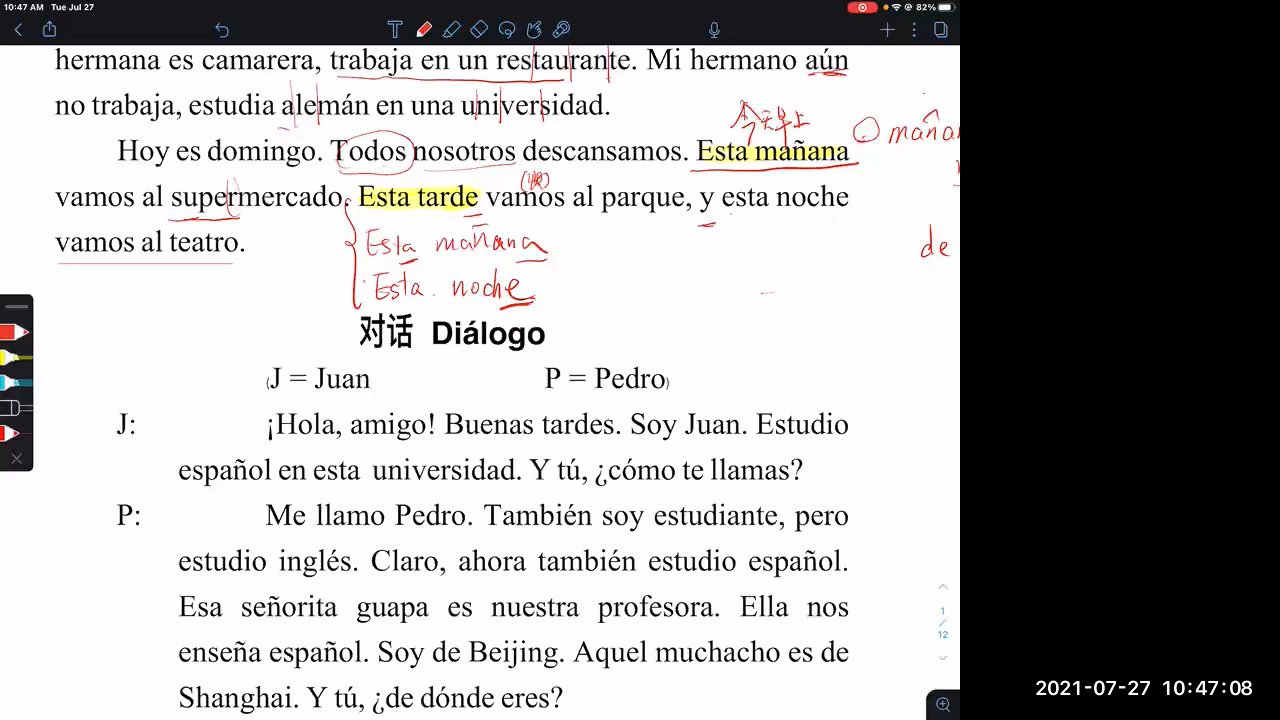 10:47 AM Tue Jul 27
82%
hermana es camarera, trabaja en un restaurante. Mi hermano aún
no trabaja, estudia alemán en una universidad.
今天早上
Hoy es domingo. Todos nosotros descansamos. Esta mañana
mañan
vamos al supermercado. Esta tarde vamos al parque, y esta noche
vamos al teatro.
Esta mañana
de
Esta noche
对话 Diálogo
(J = Juan P = Pedro)
J: ¡Hola, amigo! Buenas tardes. Soy Juan. Estudio
español en esta universidad. Y tú, ¿cómo te llamas?
P: Me llamo Pedro. También soy estudiante, pero
estudio inglés. Claro, ahora también estudio español.
Esa señorita guapa es nuestra profesora. Ella nos
enseña español. Soy de Beijing. Aquel muchacho es de
Shanghai. Y tú, ¿de dónde eres?
1
/
12
2021-07-27 10:47:08